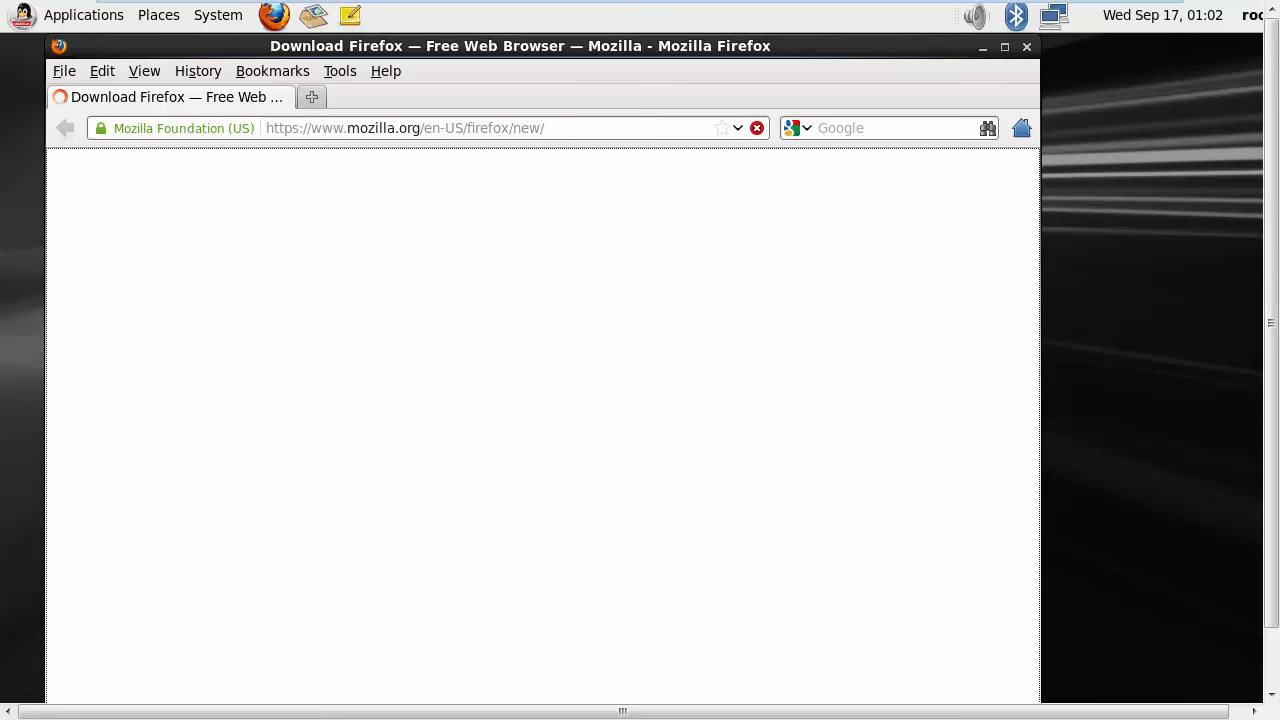 Applications Places System Wed Sep 17, 01:02
Download Firefox — Free Web Browser — Mozilla - Mozilla Firefox
File Edit View History Bookmarks Tools Help
Download Firefox — Free Web ...
Mozilla Foundation (US) https://www.mozilla.org/en-US/firefox/new/ Google